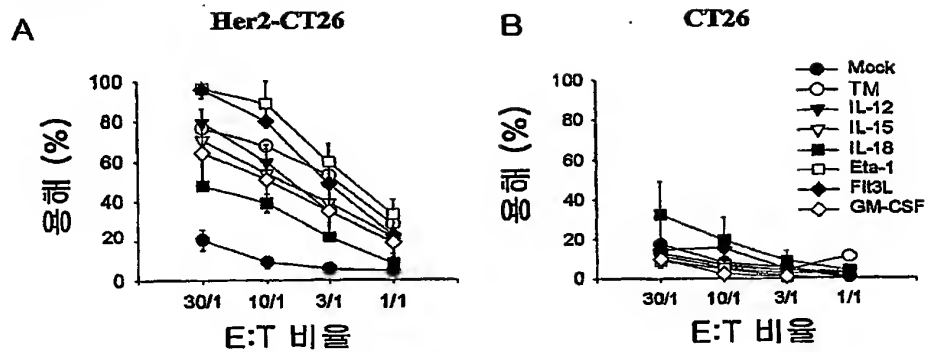 A
Her2-CT26
100
80
60
40
20
0
용해 (%)
30/1 10/1 3/1 1/1
E:T 비율
B
CT26
100
80
60
40
20
0
용해 (%)
30/1 10/1 3/1 1/1
E:T 비율
Mock
TM
IL-12
IL-15
IL-18
Eta-1
Flt3L
GM-CSF